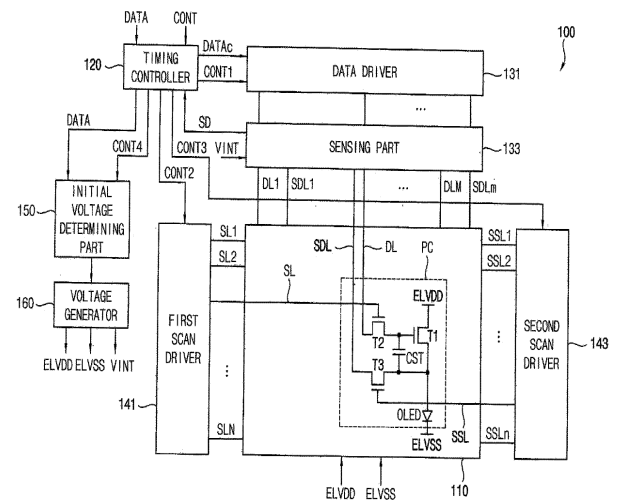 DATA
CONT
100
120
TIMING
CONTROLLER
DATAc
CONT1
DATA DRIVER
131
...
SD
VINT
SENSING PART
133
DATA
CONT4
CONT2
CONT3
DL1
SDL1
...
DLM
SDLm
150
INITIAL
VOLTAGE
DETERMINING
PART
160
VOLTAGE
GENERATOR
ELVDD
ELVSS
VINT
141
FIRST
SCAN
DRIVER
SL1
SL2
...
SLN
SDL
DL
PC
SL
ELVDD
T1
T2
CST
T3
OLED
ELVSS
SSL
SSL1
SSL2
...
SSLn
SECOND
SCAN
DRIVER
143
110
ELVDD
ELVSS